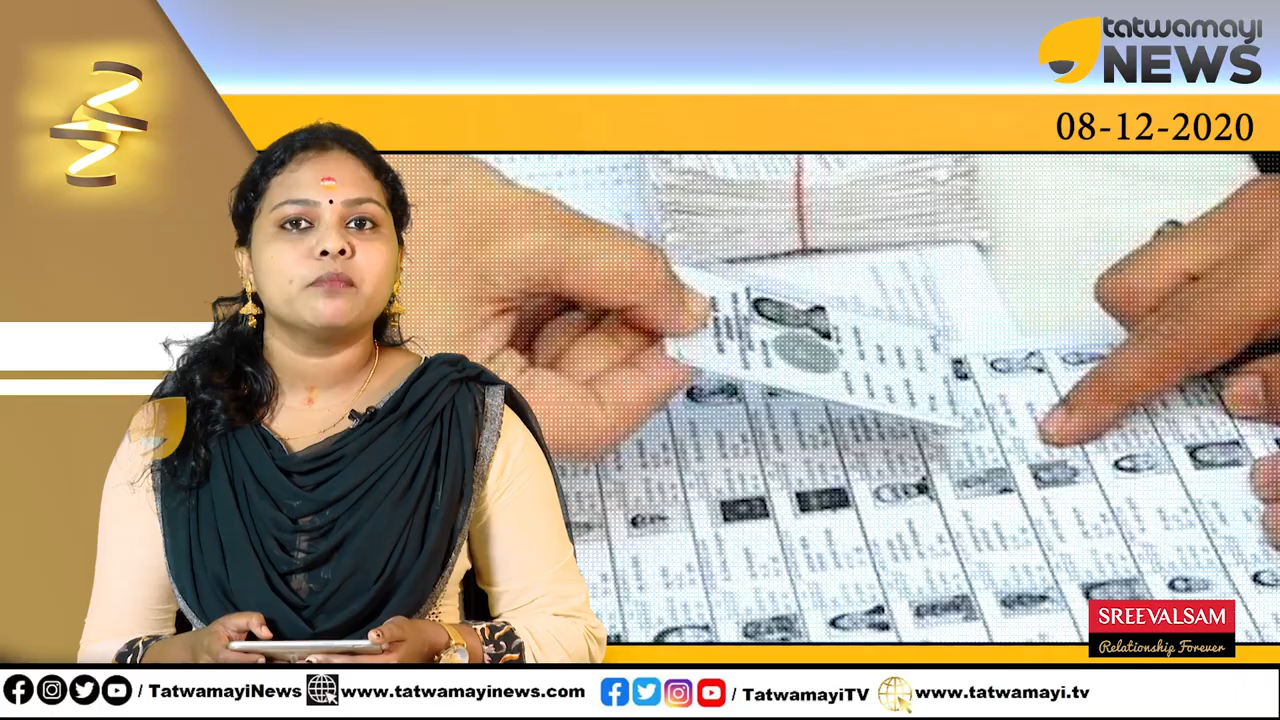 tatwamayi
NEWS
08-12-2020
SREEVALSAM
Relationship Forever
/ TatwamayiNews www.tatwamayinews.com / TatwamayiTV www.tatwamayi.tv